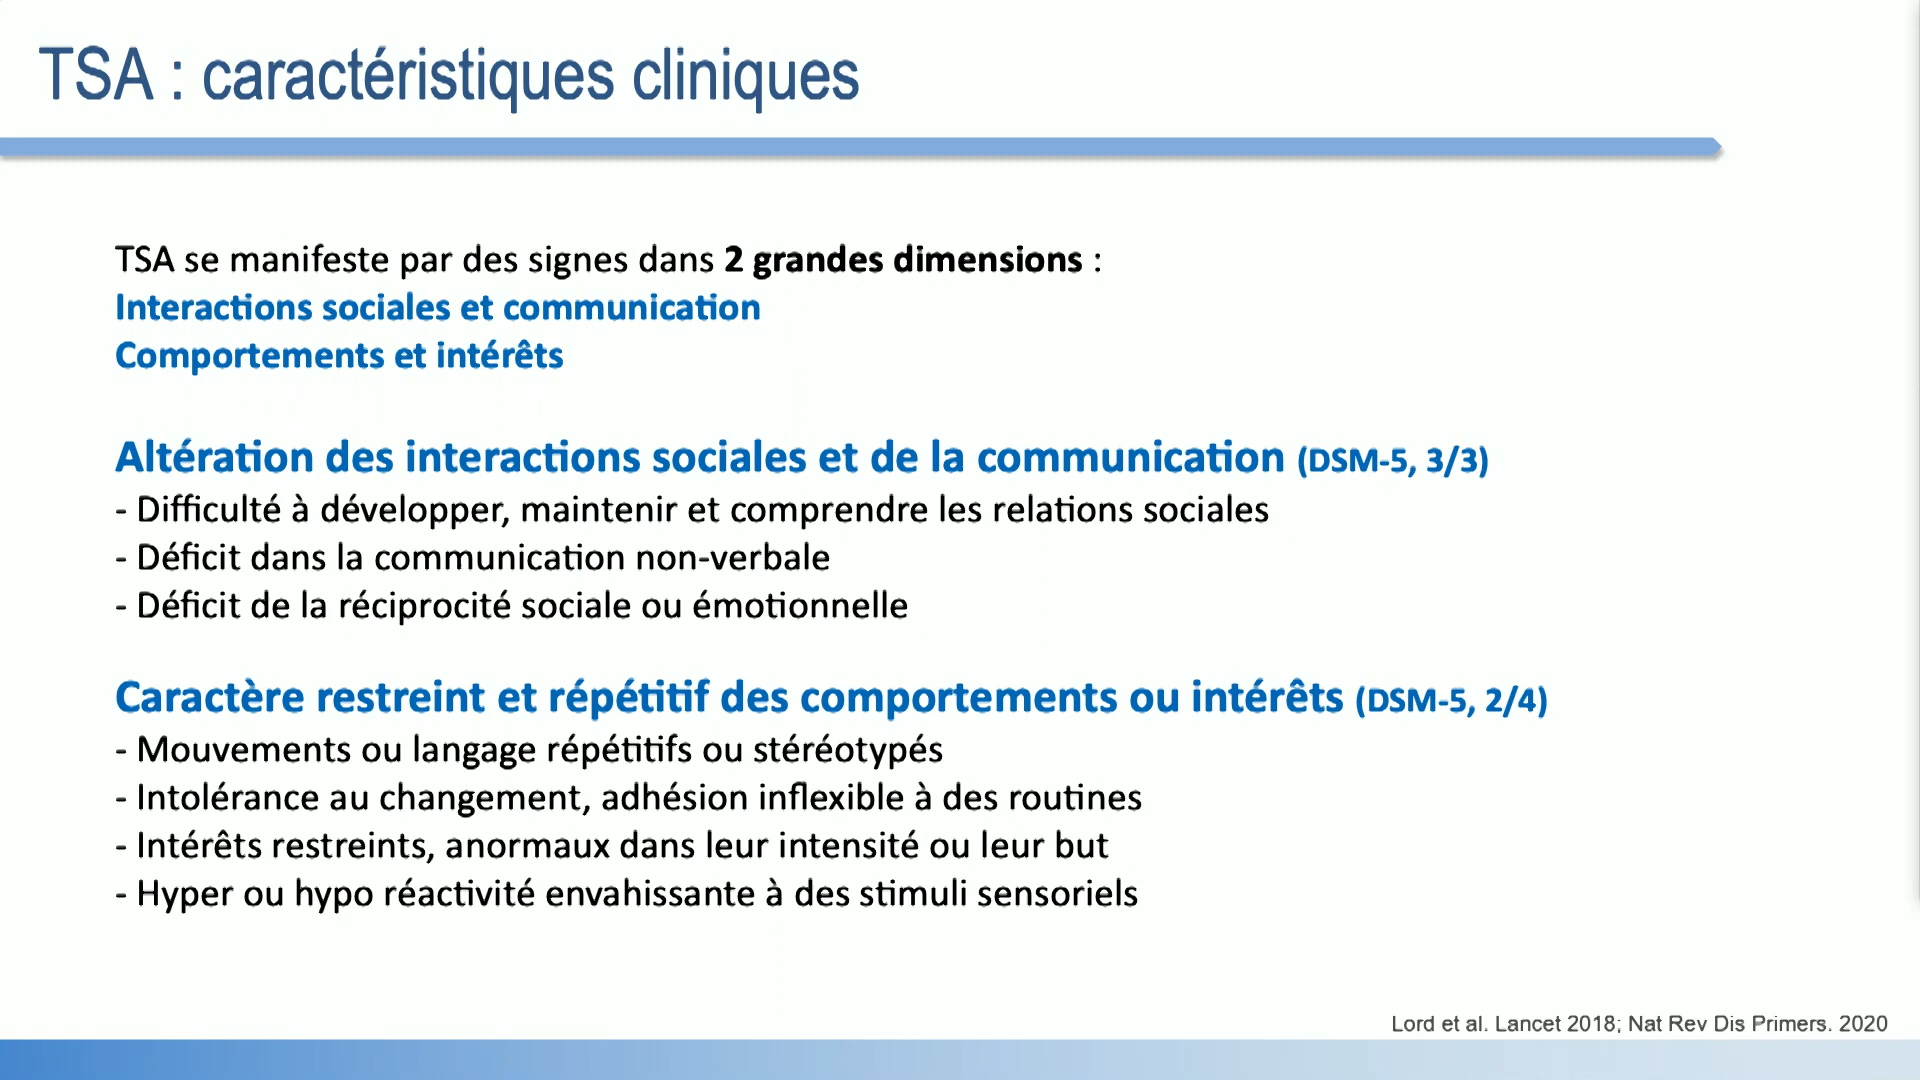 TSA : caractéristiques cliniques
TSA se manifeste par des signes dans 2 grandes dimensions :
Interactions sociales et communication
Comportements et intérêts
Altération des interactions sociales et de la communication (DSM-5, 3/3)
- Difficulté à développer, maintenir et comprendre les relations sociales
- Déficit dans la communication non-verbale
- Déficit de la réciprocité sociale ou émotionnelle
Caractère restreint et répétitif des comportements ou intérêts (DSM-5, 2/4)
- Mouvements ou langage répétitifs ou stéréotypés
- Intolérance au changement, adhésion inflexible à des routines
- Intérêts restreints, anormaux dans leur intensité ou leur but
- Hyper ou hypo réactivité envahissante à des stimuli sensoriels
Lord et al. Lancet 2018; Nat Rev Dis Primers. 2020